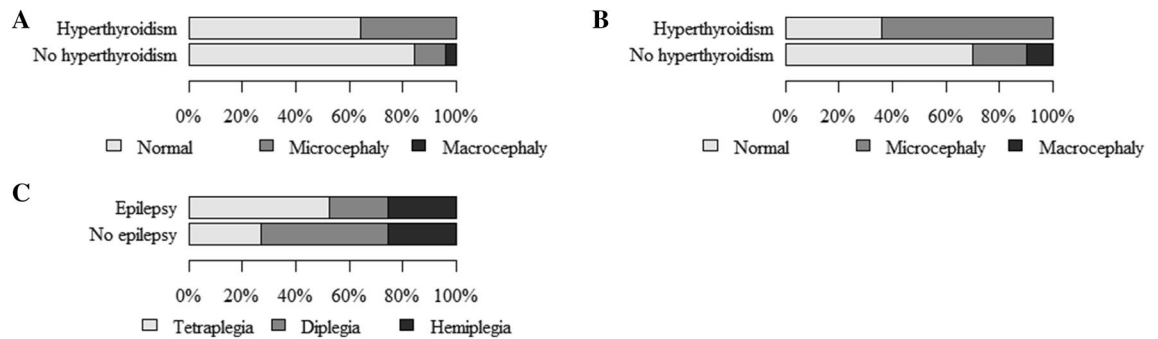 A
Hyperthyroidism
No hyperthyroidism
0% 20% 40% 60% 80% 100%
Normal Microcephaly Macrocephaly
B
Hyperthyroidism
No hyperthyroidism
0% 20% 40% 60% 80% 100%
Normal Microcephaly Macrocephaly
C
Epilepsy
No epilepsy
0% 20% 40% 60% 80% 100%
Tetraplegia Diplegia Hemiplegia